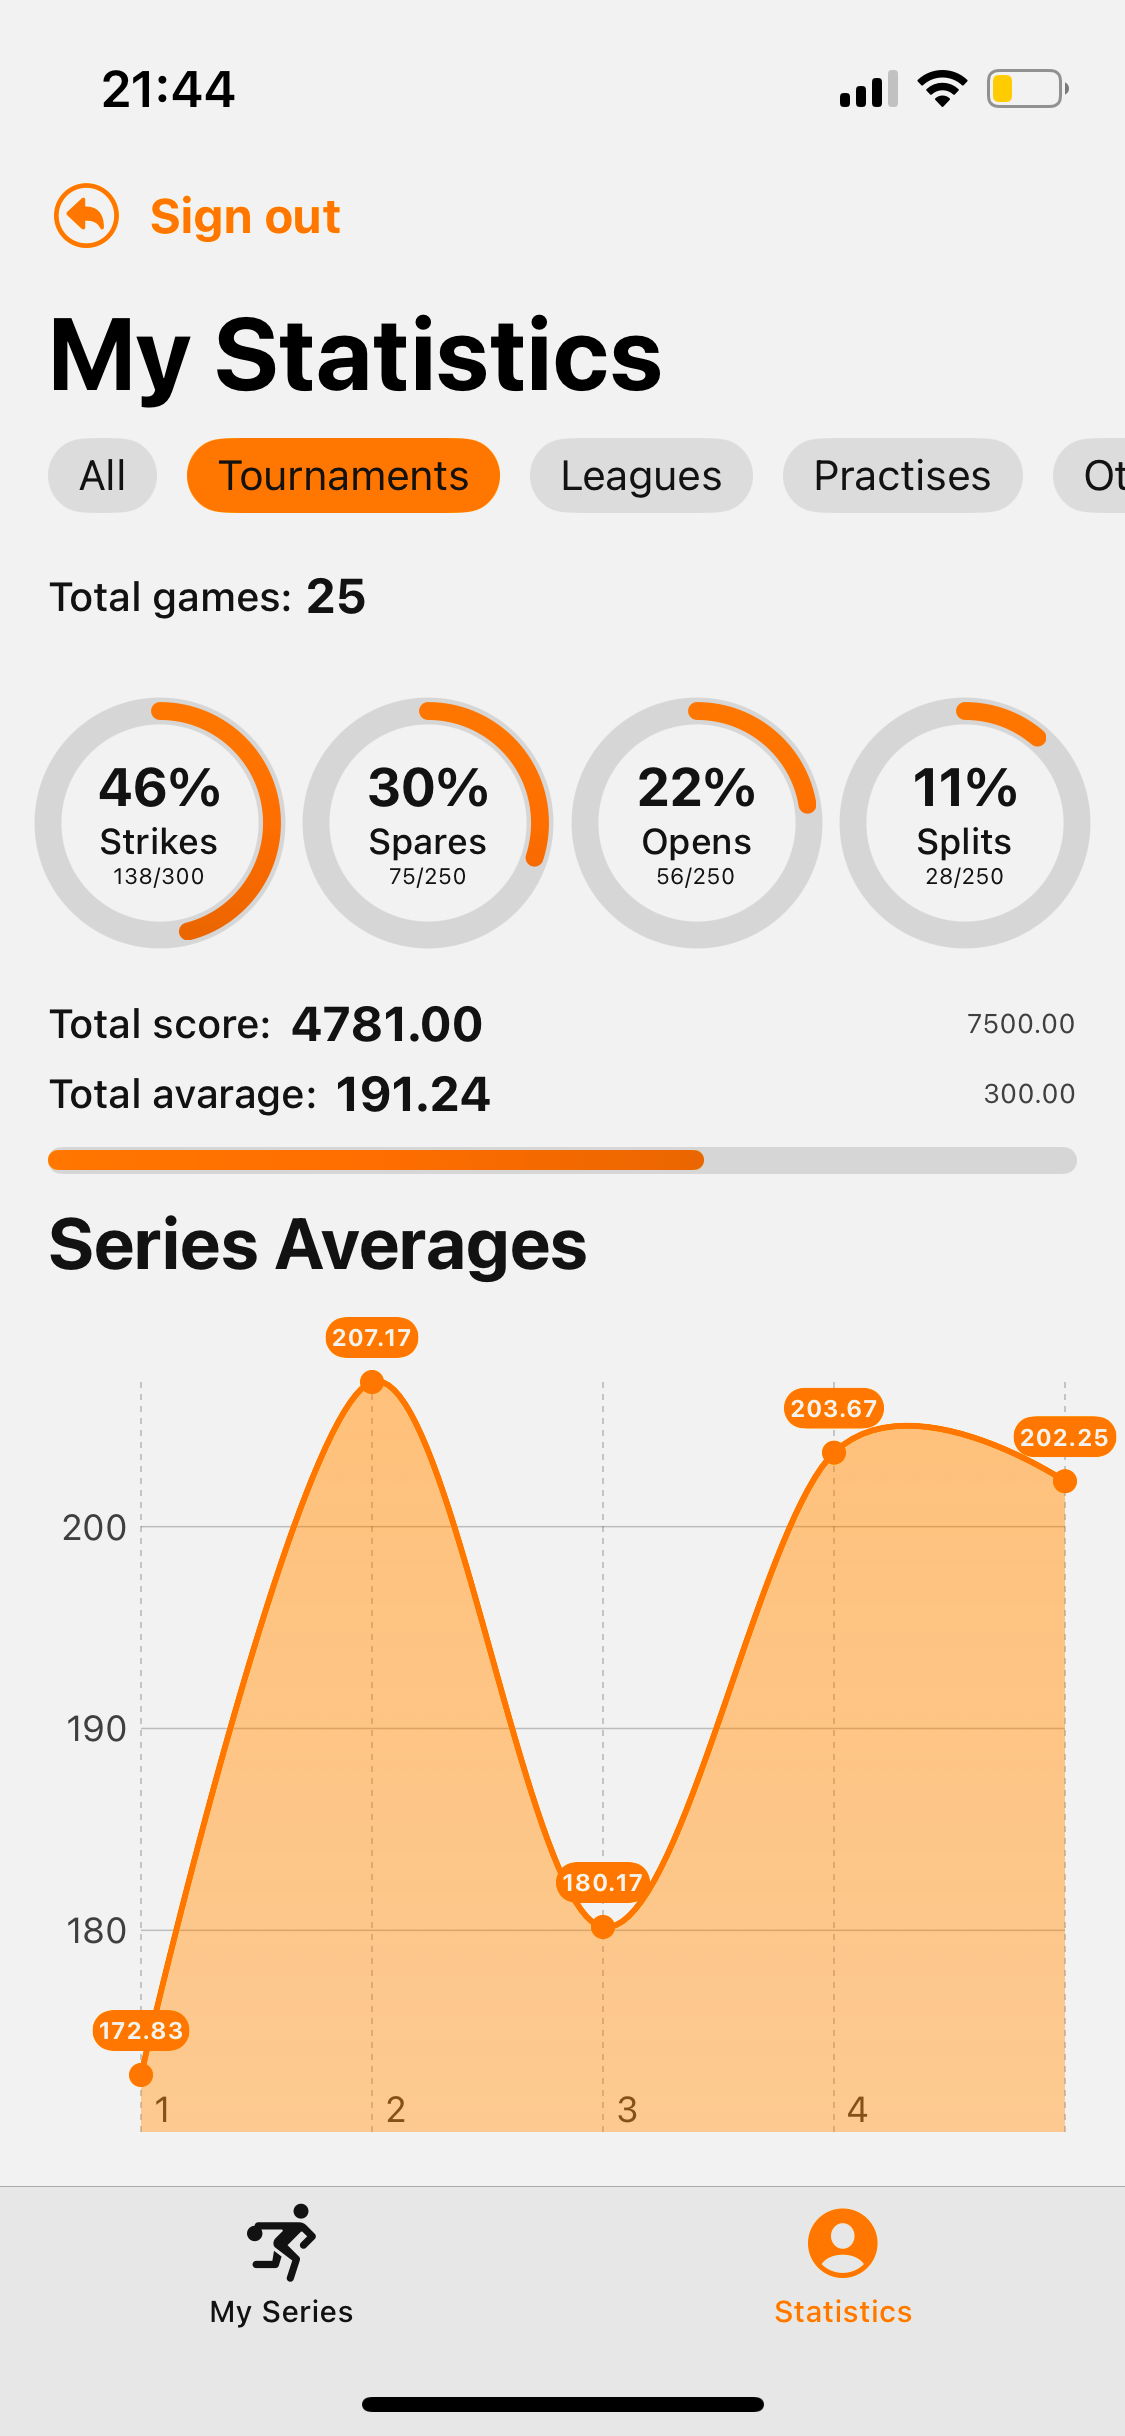 21:44
Sign out
My Statistics
All Tournaments Leagues Practises Ot
Total games: 25
46% 30% 22% 11%
Strikes Spares Opens Splits
138/300 75/250 56/250 28/250
Total score: 4781.00 7500.00
Total avarage: 191.24 300.00
Series Averages
207.17
203.67
202.25
200
190
180.17
180
172.83
1 2 3 4
My Series Statistics